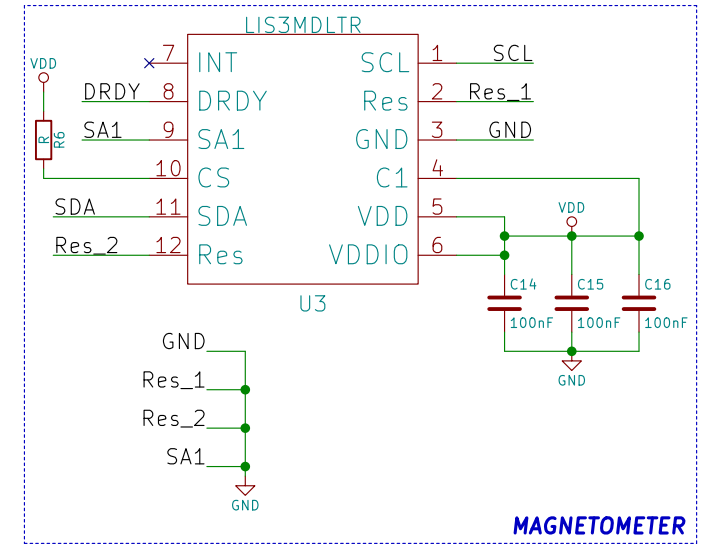 LIS3MDLTR
VDD
7 INT SCL 1 SCL
DRDY 8 DRDY Res 2 Res_1
R R6
SA1 9 SA1 GND 3 GND
10 CS C1 4
SDA 11 SDA VDD 5
VDD
Res_2 12 Res VDDIO 6
C14 C15 C16
U3
100nF 100nF 100nF
GND
Res_1
GND
Res_2
SA1
GND
MAGNETOMETER